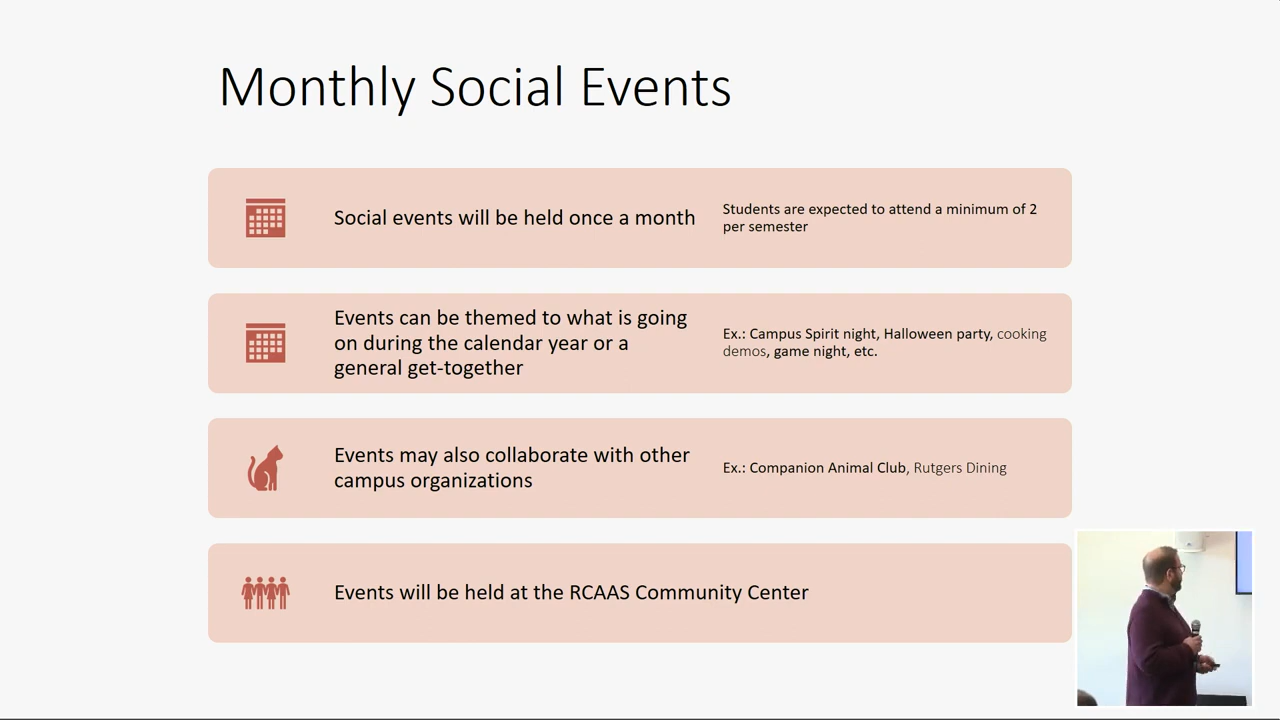 Monthly Social Events
Social events will be held once a month
Students are expected to attend a minimum of 2
per semester
Events can be themed to what is going
on during the calendar year or a
general get-together
Ex.: Campus Spirit night, Halloween party, cooking
demos, game night, etc.
Events may also collaborate with other
campus organizations
Ex.: Companion Animal Club, Rutgers Dining
Events will be held at the RCAAS Community Center